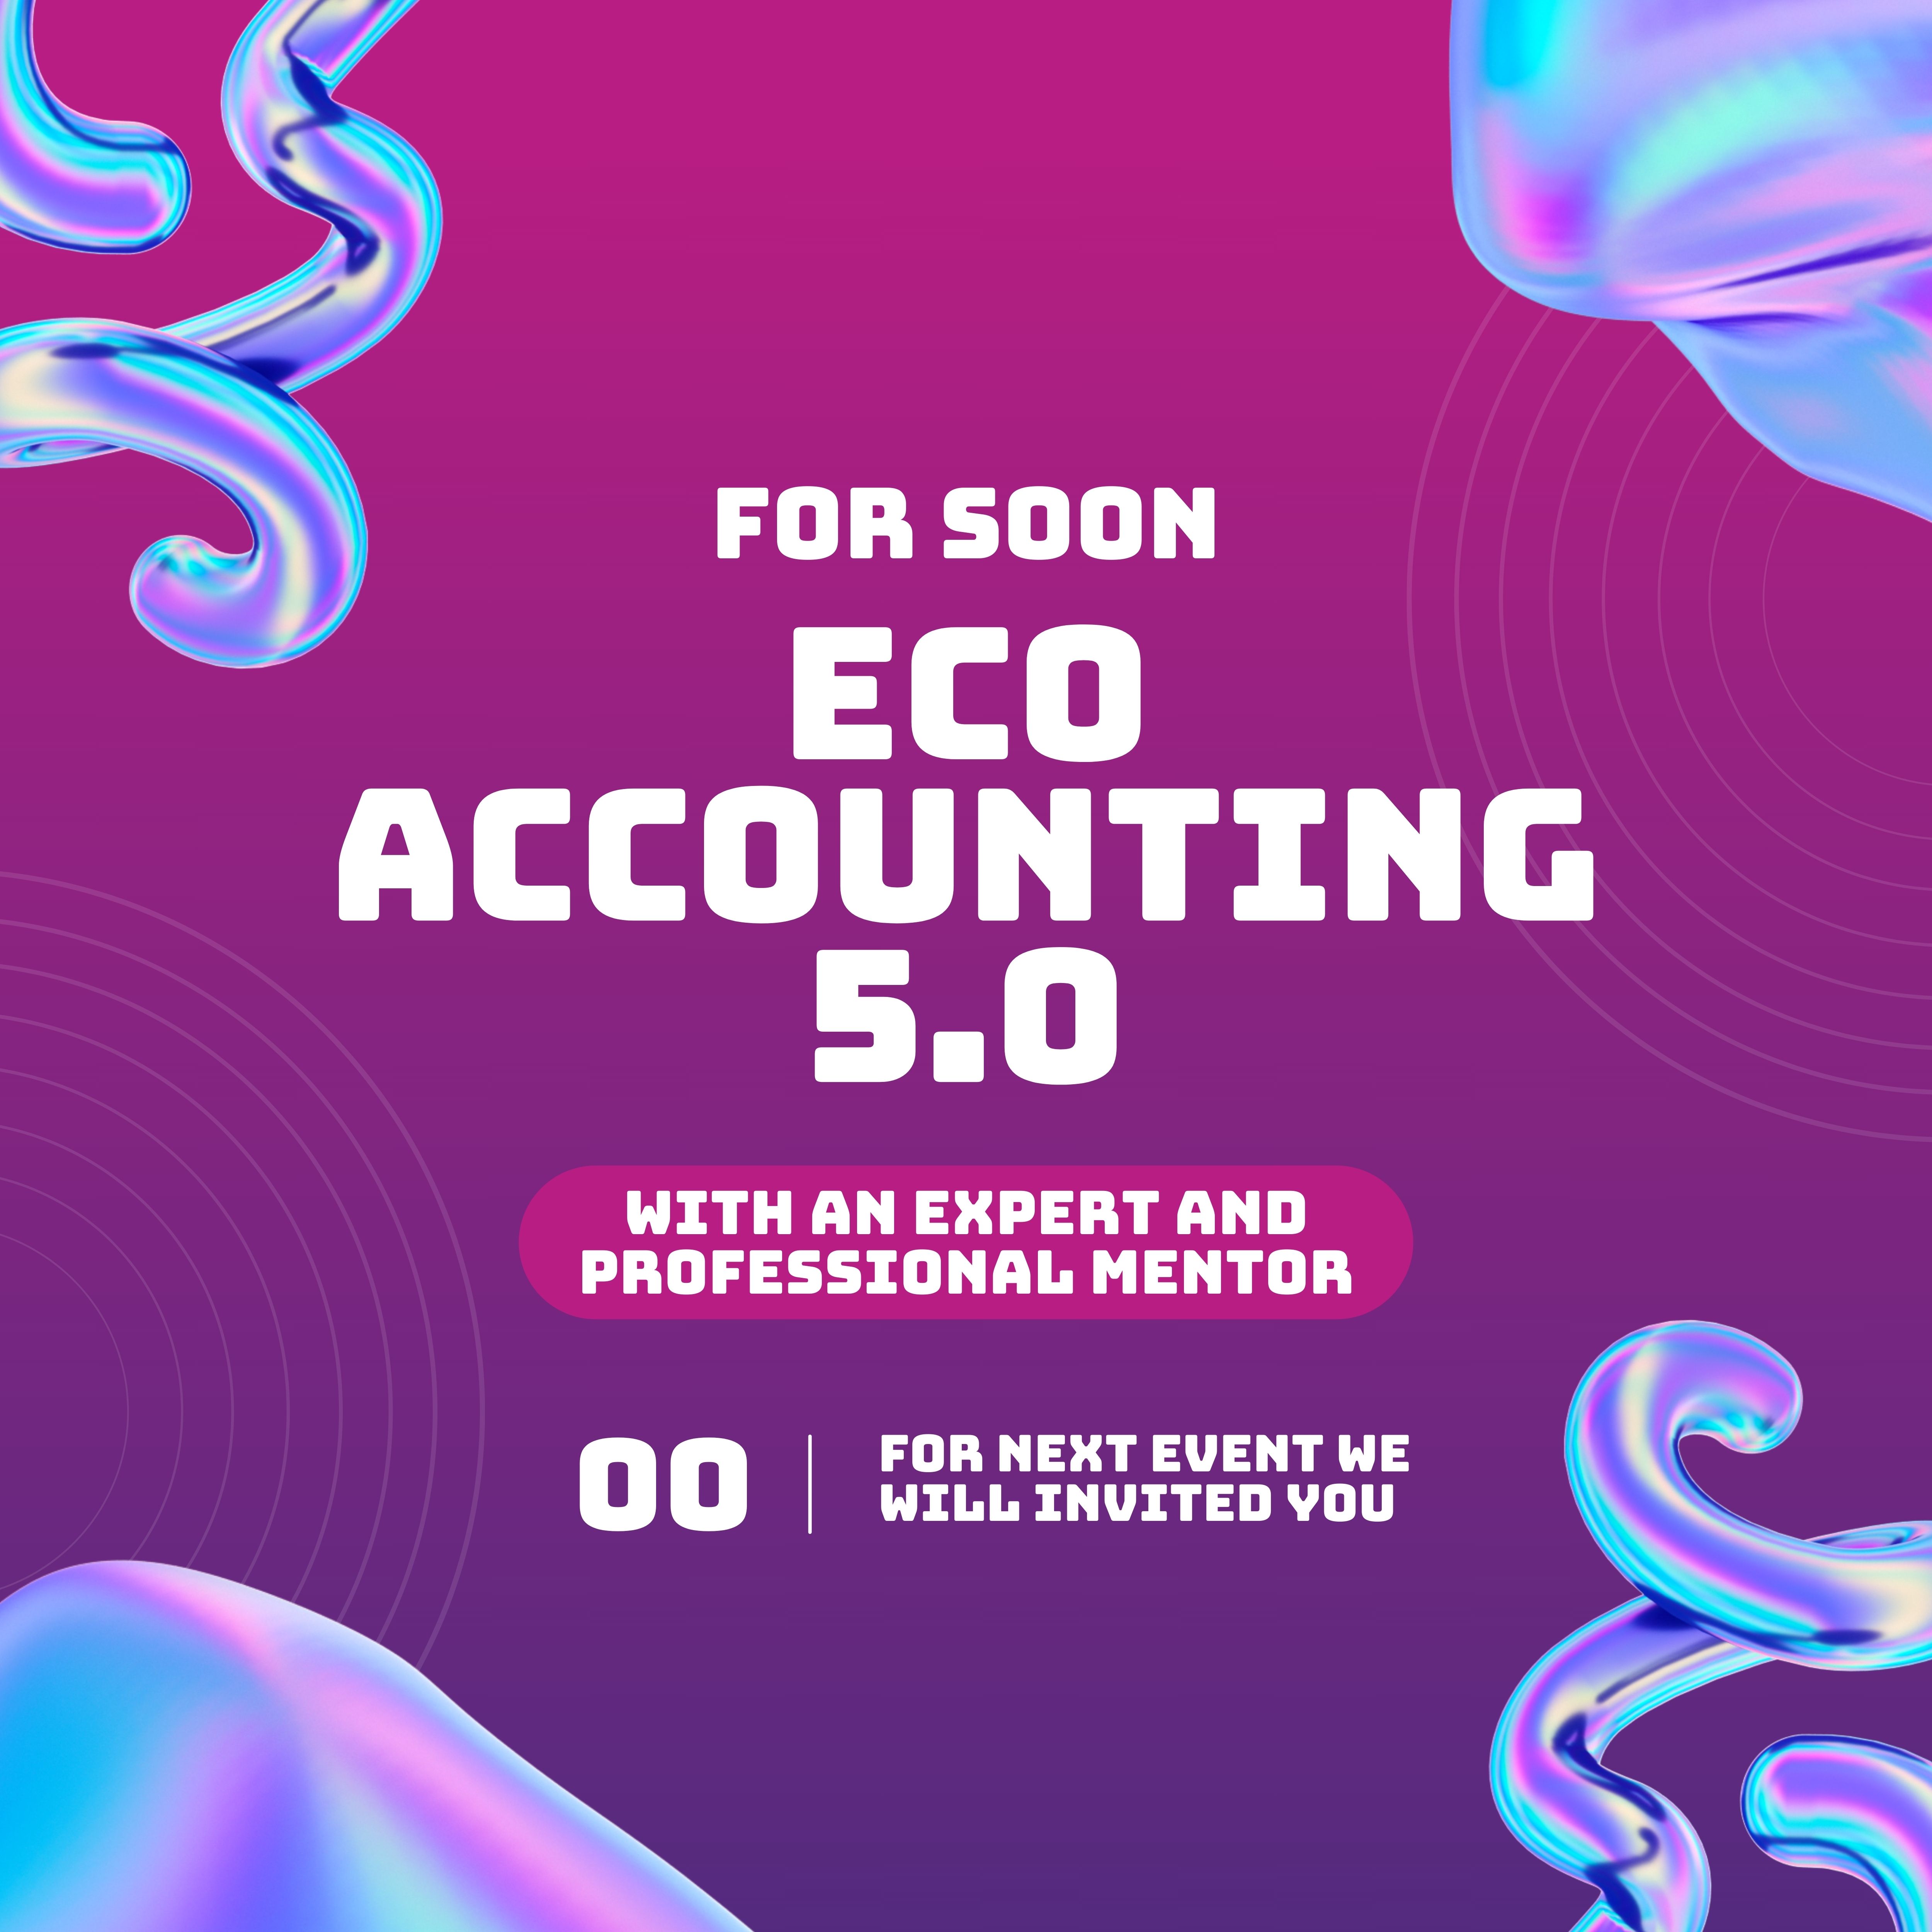 FOR SOON
ECO
ACCOUNTING
5.0
WITH AN EXPERT AND
PROFESSIONAL MENTOR
00
FOR NEXT EVENT WE
WILL INVITED YOU